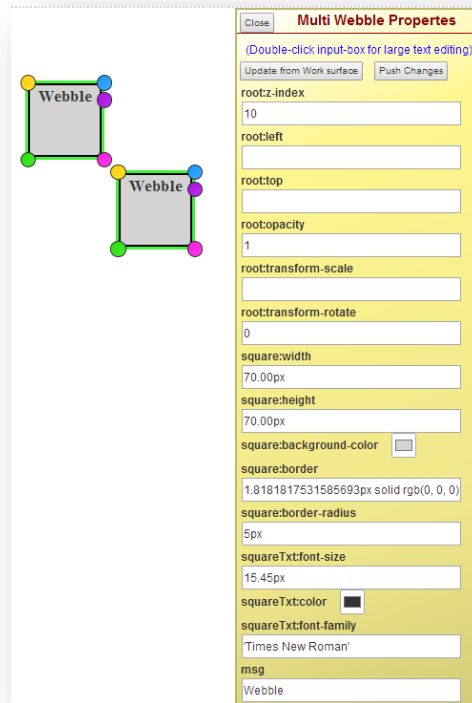 Webble
Webble
Close
Multi Webble Propertes
(Double-click input-box for large text editing)
Update from Work surface
Push Changes
root:z-index
10
root:left
root:top
root:opacity
1
root:transform-scale
root:transform-rotate
0
square:width
70.00px
square:height
70.00px
square:background-color
square:border
1.8181817531585693px solid rgb(0, 0, 0)
square:border-radius
5px
squareTxt:font-size
15.45px
squareTxt:color
squareTxt:font-family
'Times New Roman'
msg
Webble